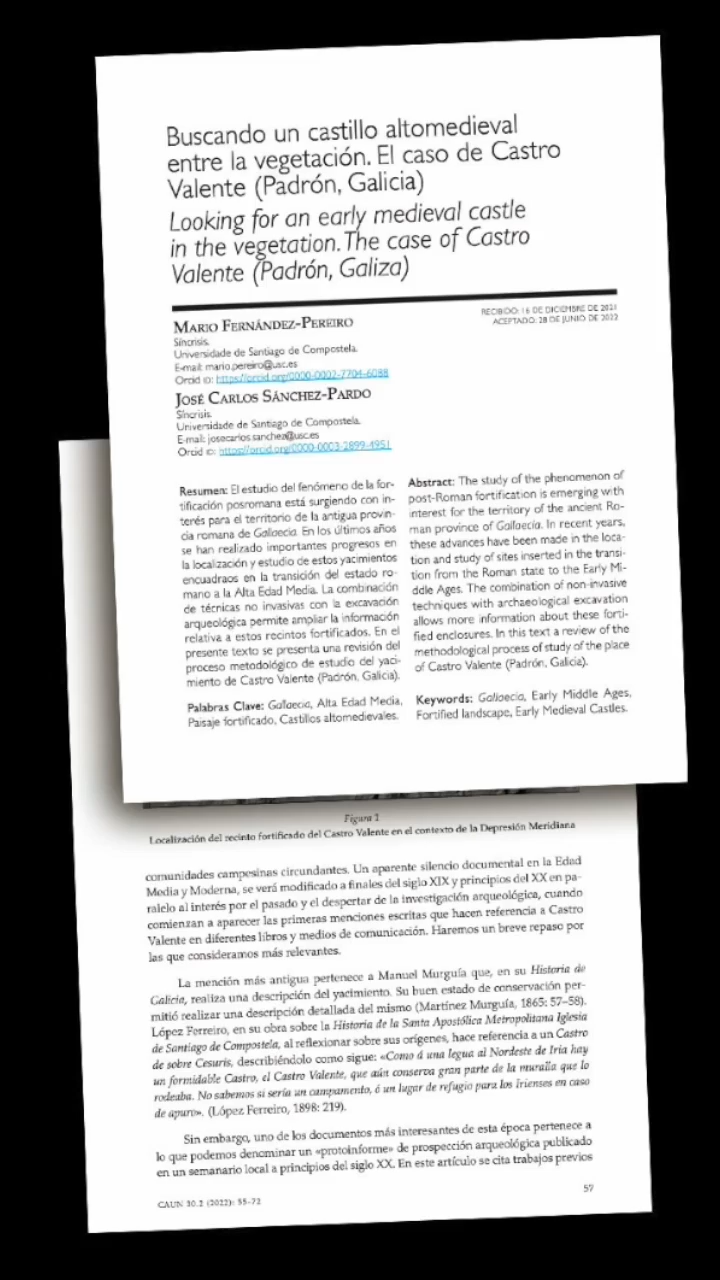 Buscando un castillo altomedieval
entre la vegetación. El caso de Castro
Valente (Padrón, Galicia)
Looking for an early medieval castle
in the vegetation. The case of Castro
Valente (Padrón, Galiza)
RECIBIDO: 16 DE DICIEMBRE DE 2021
ACEPTADO: 28 DE JUNIO DE 2022
MARIO FERNÁNDEZ-PEREIRO
Síncrisis.
Universidade de Santiago de Compostela.
E-mail: mario.pereiro@usc.es
Orcid ID: https://orcid.org/0000-0002-7704-6088
JOSÉ CARLOS SÁNCHEZ-PARDO
Síncrisis.
Universidade de Santiago de Compostela.
E-mail: josecarlos.sanchez@usc.es
Orcid ID: https://orcid.org/0000-0003-2899-4951
Resumen: El estudio del fenómeno de la for-
tificación posromana está surgiendo con in-
terés para el territorio de la antigua provin-
cia romana de Gallaecia. En los últimos años
se han realizado importantes progresos en
la localización y estudio de estos yacimientos
encuadraos en la transición del estado ro-
mano a la Alta Edad Media. La combinación
de técnicas no invasivas con la excavación
arqueológica permite ampliar la información
relativa a estos recintos fortificados. En el
presente texto se presenta una revisión del
proceso metodológico de estudio del yaci-
miento de Castro Valente (Padrón, Galicia).
Palabras Clave: Gallaecia, Alta Edad Media,
Paisaje fortificado, Castillos altomedievales.
Abstract: The study of the phenomenon of
post-Roman fortification is emerging with
interest for the territory of the ancient Ro-
man province of Gallaecia. In recent years,
these advances have been made in the loca-
tion and study of sites inserted in the transi-
tion from the Roman state to the Early Mi-
ddle Ages. The combination of non-invasive
techniques with archaeological excavation
allows more information about these forti-
fied enclosures. In this text a review of the
methodological process of study of the place
of Castro Valente (Padrón, Galicia).
Keywords: Gallaecia, Early Middle Ages,
Fortified landscape, Early Medieval Castles.
Figura 1
Localización del recinto fortificado del Castro Valente en el contexto de la Depresión Meridiana
comunidades campesinas circundantes. Un aparente silencio documental en la Edad
Media y Moderna, se verá modificado a finales del siglo XIX y principios del XX en pa-
ralelo al interés por el pasado y el despertar de la investigación arqueológica, cuando
comienzan a aparecer las primeras menciones escritas que hacen referencia a Castro
Valente en diferentes libros y medios de comunicación. Haremos un breve repaso por
las que consideramos más relevantes.
La mención más antigua pertenece a Manuel Murguía que, en su Historia de
Galicia, realiza una descripción del yacimiento. Su buen estado de conservación per-
mitió realizar una descripción detallada del mismo (Martínez Murguía, 1865: 57–58).
López Ferreiro, en su obra sobre la Historia de la Santa Apostólica Metropolitana Iglesia
de Santiago de Compostela, al reflexionar sobre sus orígenes, hace referencia a un Castro
de sobre Cesuris, describiéndolo como sigue: «Como á una legua al Nordeste de Iria hay
un formidable Castro, el Castro Valente, que aún conserva gran parte de la muralla que lo
rodeaba. No sabemos si sería un campamento, ó un lugar de refugio para los Irienses en caso
de apuro». (López Ferreiro, 1898: 219).
Sin embargo, uno de los documentos más interesantes de esta época pertenece a
lo que podemos denominar un «protoinforme» de prospección arqueológica publicado
en un semanario local a principios del siglo XX. En este artículo se cita trabajos previos
CAUN 30.2 (2022): 55-72
57